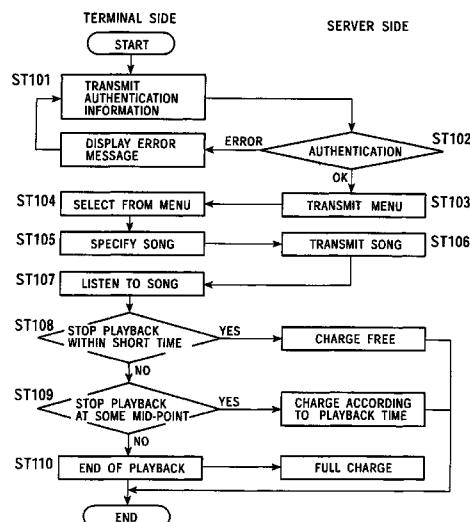 TERMINAL SIDE
SERVER SIDE
START
ST101
TRANSMIT
AUTHENTICATION
INFORMATION
ST102
DISPLAY ERROR
MESSAGE
ERROR
AUTHENTICATION
OK
ST104
SELECT FROM MENU
TRANSMIT MENU
ST103
ST105
SPECIFY SONG
TRANSMIT SONG
ST106
ST107
LISTEN TO SONG
ST108
STOP PLAYBACK
WITHIN SHORT TIME
YES
CHARGE FREE
NO
ST109
STOP PLAYBACK
AT SOME MID-POINT
YES
CHARGE ACCORDING
TO PLAYBACK TIME
NO
ST110
END OF PLAYBACK
FULL CHARGE
END